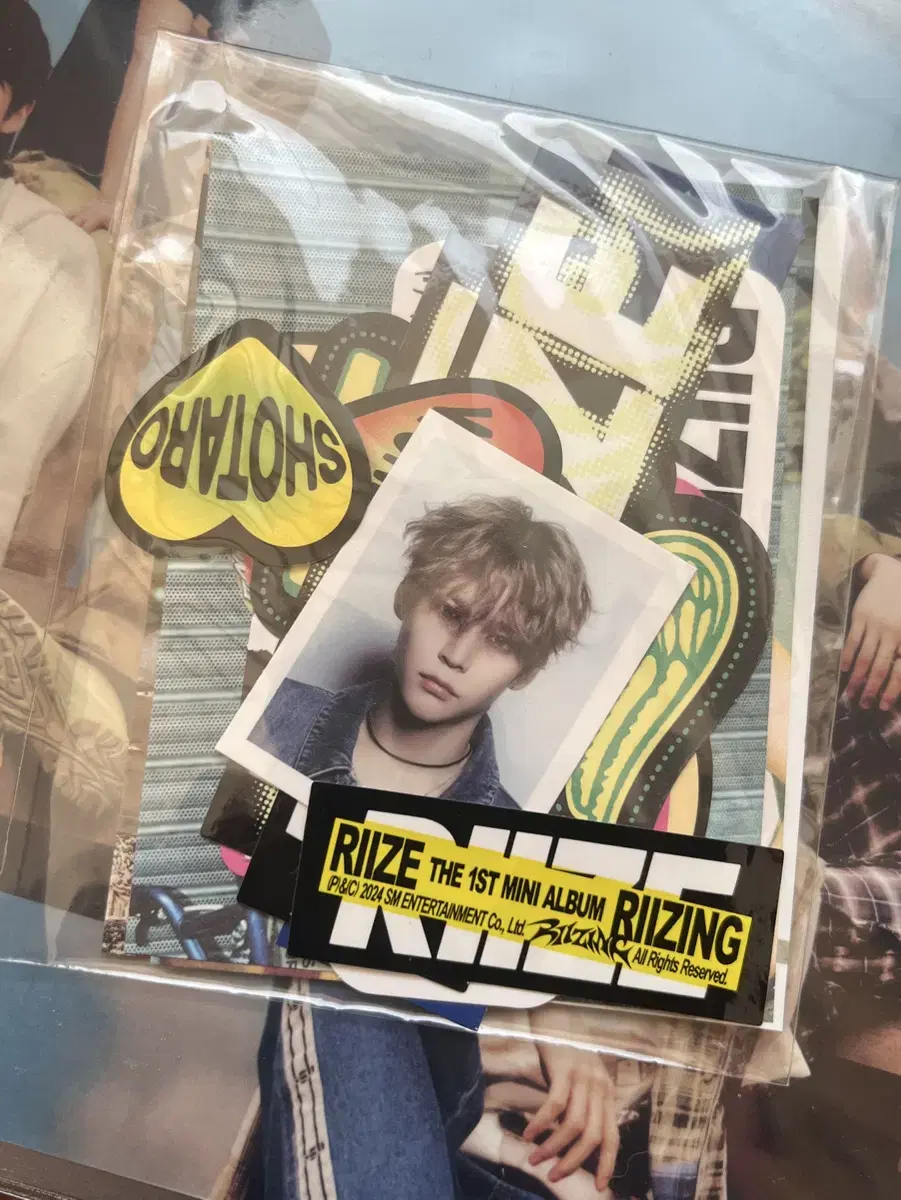 SHOTARO
RIIZE
RIIZE THE 1ST MINI ALBUM RIIZING
(P)&(C) 2024 SM ENTERTAINMENT Co., Ltd. RIIZING All Rights Reserved.